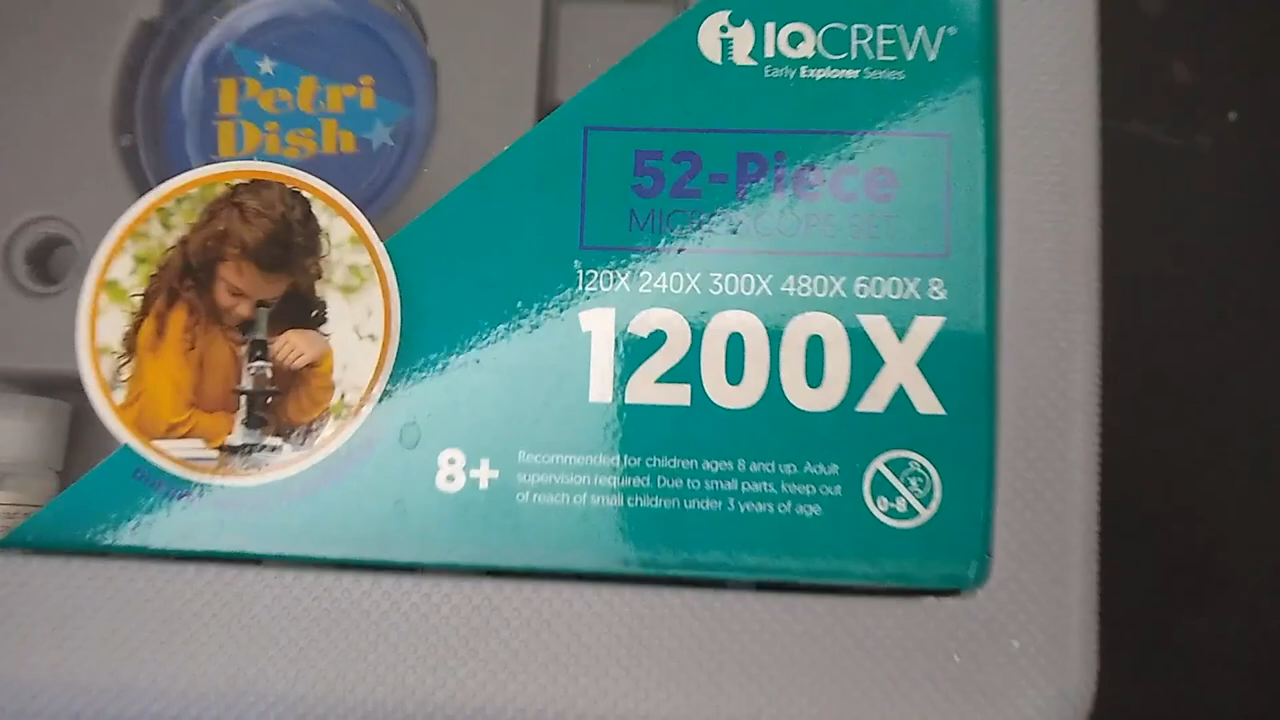 IQCREW®
Early Explorer Series
Petri
Dish
52-Piece
MICROSCOPE SET
120X 240X 300X 480X 600X &
1200X
8+
Recommended for children ages 8 and up. Adult
supervision required. Due to small parts, keep out
of reach of small children under 3 years of age.